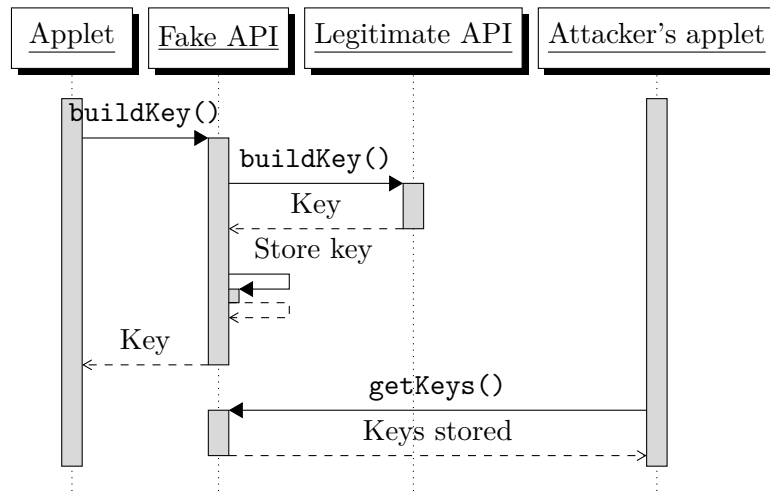 Applet
Fake API
Legitimate API
Attacker's applet
buildKey()
buildKey()
Key
Store key
Key
getKeys()
Keys stored